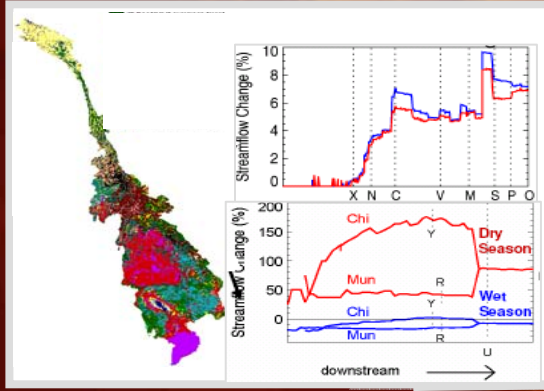 10
8
6
4
2
0
Streamflow Change (%)
X N C V M S P O
200
150
100
50
0
Streamflow Change (%)
Chi
Y
Dry
Season
Mun
R
Y
Chi
Wet
Season
Mun
R
U
downstream